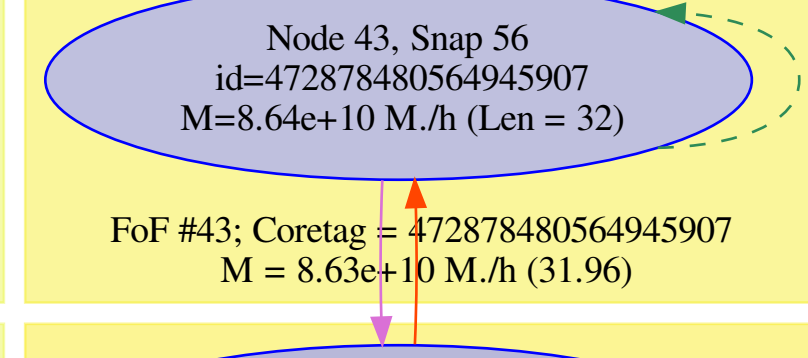 Node 43, Snap 56
id=472878480564945907
M=8.64e+10 M./h (Len = 32)
FoF #43; Coretag = 472878480564945907
M = 8.63e+10 M./h (31.96)